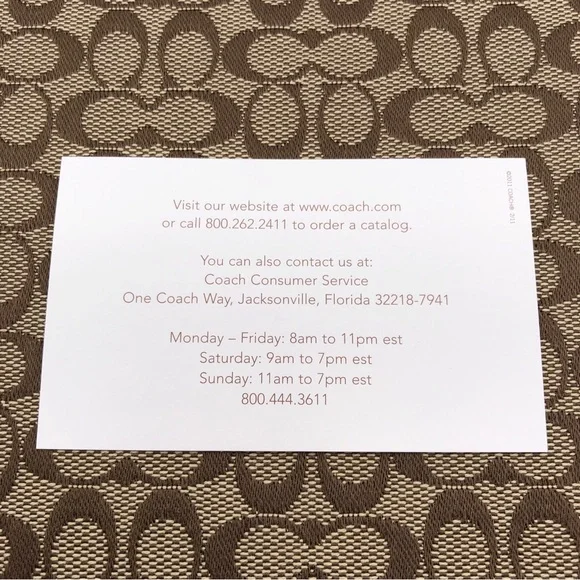 Visit our website at www.coach.com
or call 800.262.2411 to order a catalog.
You can also contact us at:
Coach Consumer Service
One Coach Way, Jacksonville, Florida 32218-7941
Monday – Friday: 8am to 11pm est
Saturday: 9am to 7pm est
Sunday: 11am to 7pm est
800.444.3611